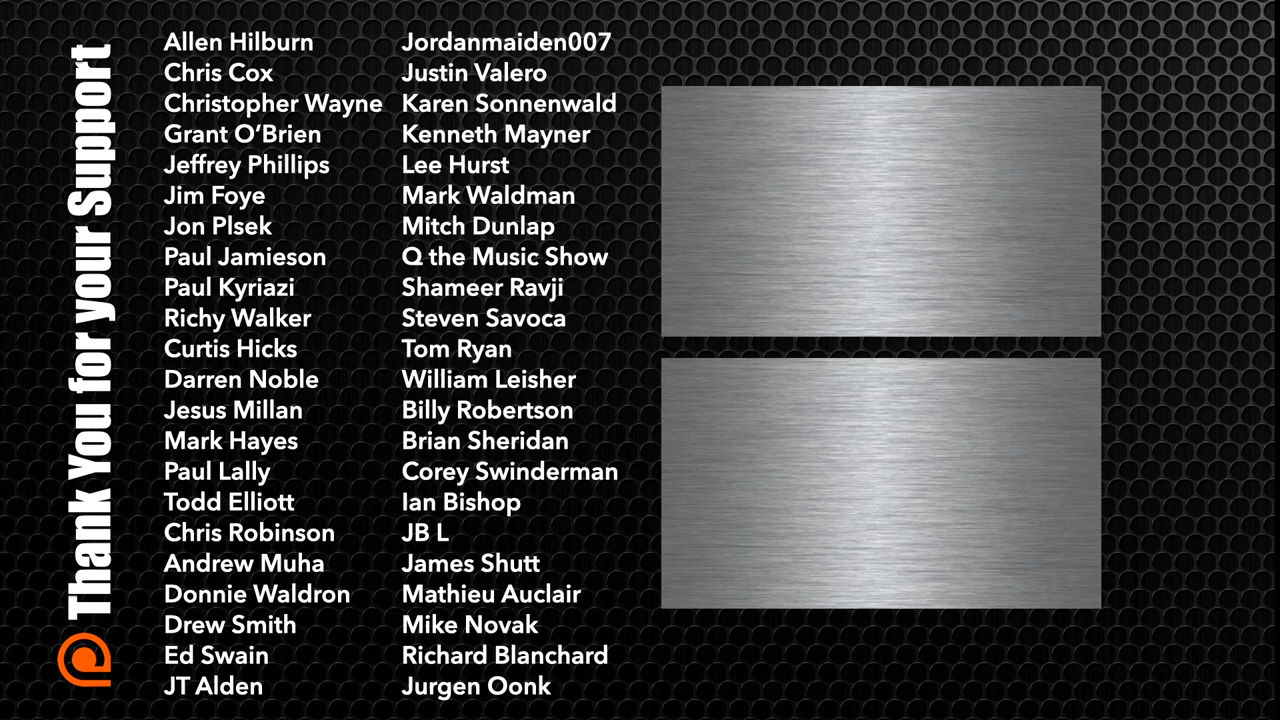 Thank You for your Support
Allen Hilburn
Chris Cox
Christopher Wayne
Grant O’Brien
Jeffrey Phillips
Jim Foye
Jon Plsek
Paul Jamieson
Paul Kyriazi
Richy Walker
Curtis Hicks
Darren Noble
Jesus Millan
Mark Hayes
Paul Lally
Todd Elliott
Chris Robinson
Andrew Muha
Donnie Waldron
Drew Smith
Ed Swain
JT Alden
Jordanmaiden007
Justin Valero
Karen Sonnenwald
Kenneth Mayner
Lee Hurst
Mark Waldman
Mitch Dunlap
Q the Music Show
Shameer Ravji
Steven Savoca
Tom Ryan
William Leisher
Billy Robertson
Brian Sheridan
Corey Swinderman
Ian Bishop
JB L
James Shutt
Mathieu Auclair
Mike Novak
Richard Blanchard
Jurgen Oonk